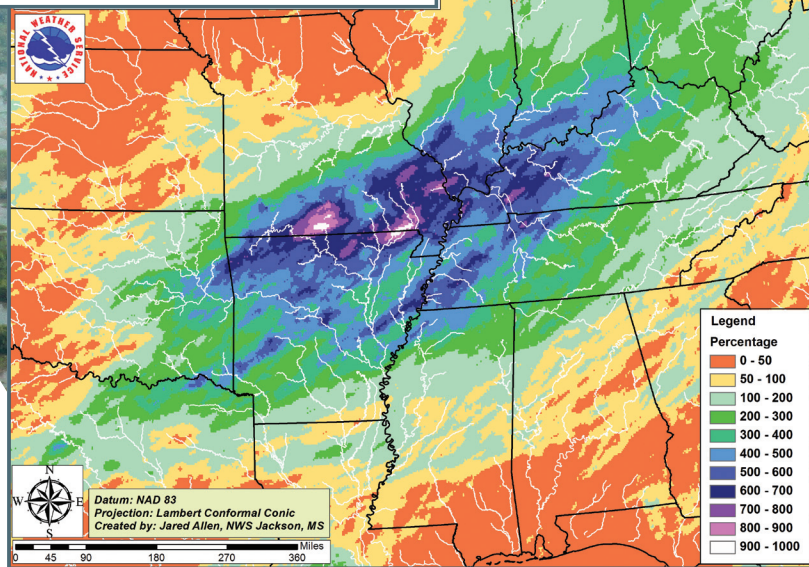 NATIONAL WEATHER SERVICE
Legend
Percentage
0 - 50
50 - 100
100 - 200
200 - 300
300 - 400
400 - 500
500 - 600
600 - 700
700 - 800
800 - 900
900 - 1000
N
W E
S
Datum: NAD 83
Projection: Lambert Conformal Conic
Created by: Jared Allen, NWS Jackson, MS
Miles
0 45 90 180 270 360